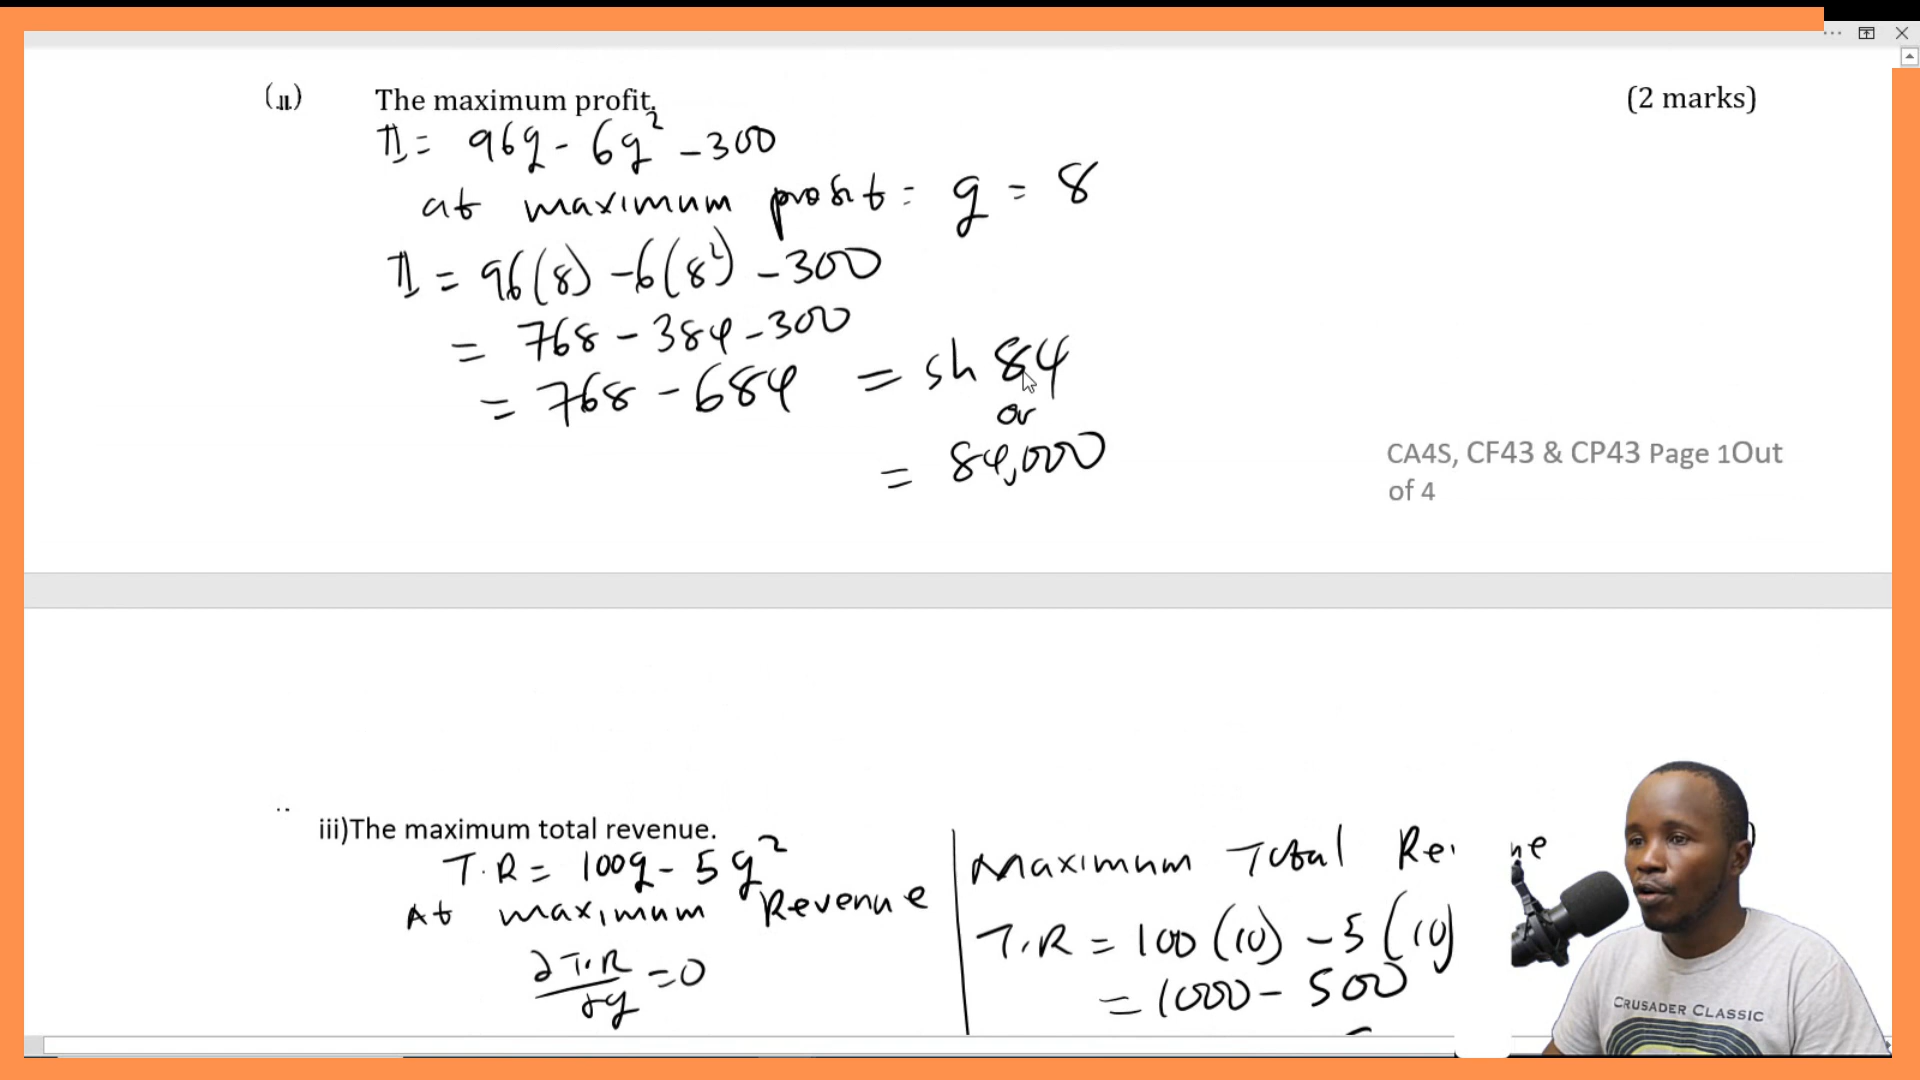 (ii) The maximum profit. (2 marks)
π = 96q - 6q² - 300
at maximum profit = q = 8
π = 96(8) - 6(8²) - 300
= 768 - 384 - 300
= 768 - 684 = sh 84
or
= 84,000
CA4S, CF43 & CP43 Page 1Out
of 4
iii)The maximum total revenue.
T.R = 100q - 5q²
At maximum Revenue
∂T.R/∂q = 0
Maximum Total Re
T.R = 100(10) - 5(10)
= 1000 - 500
CRUSADER CLASSIC